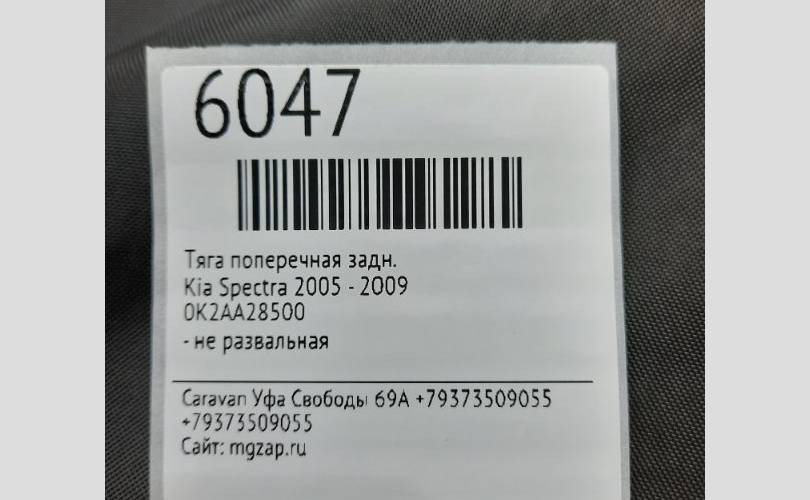 6047
Тяга поперечная задн.
Kia Spectra 2005 - 2009
0K2AA28500
- не развальная
Caravan Уфа Свободы 69А +79373509055
+79373509055
Сайт: mgzap.ru